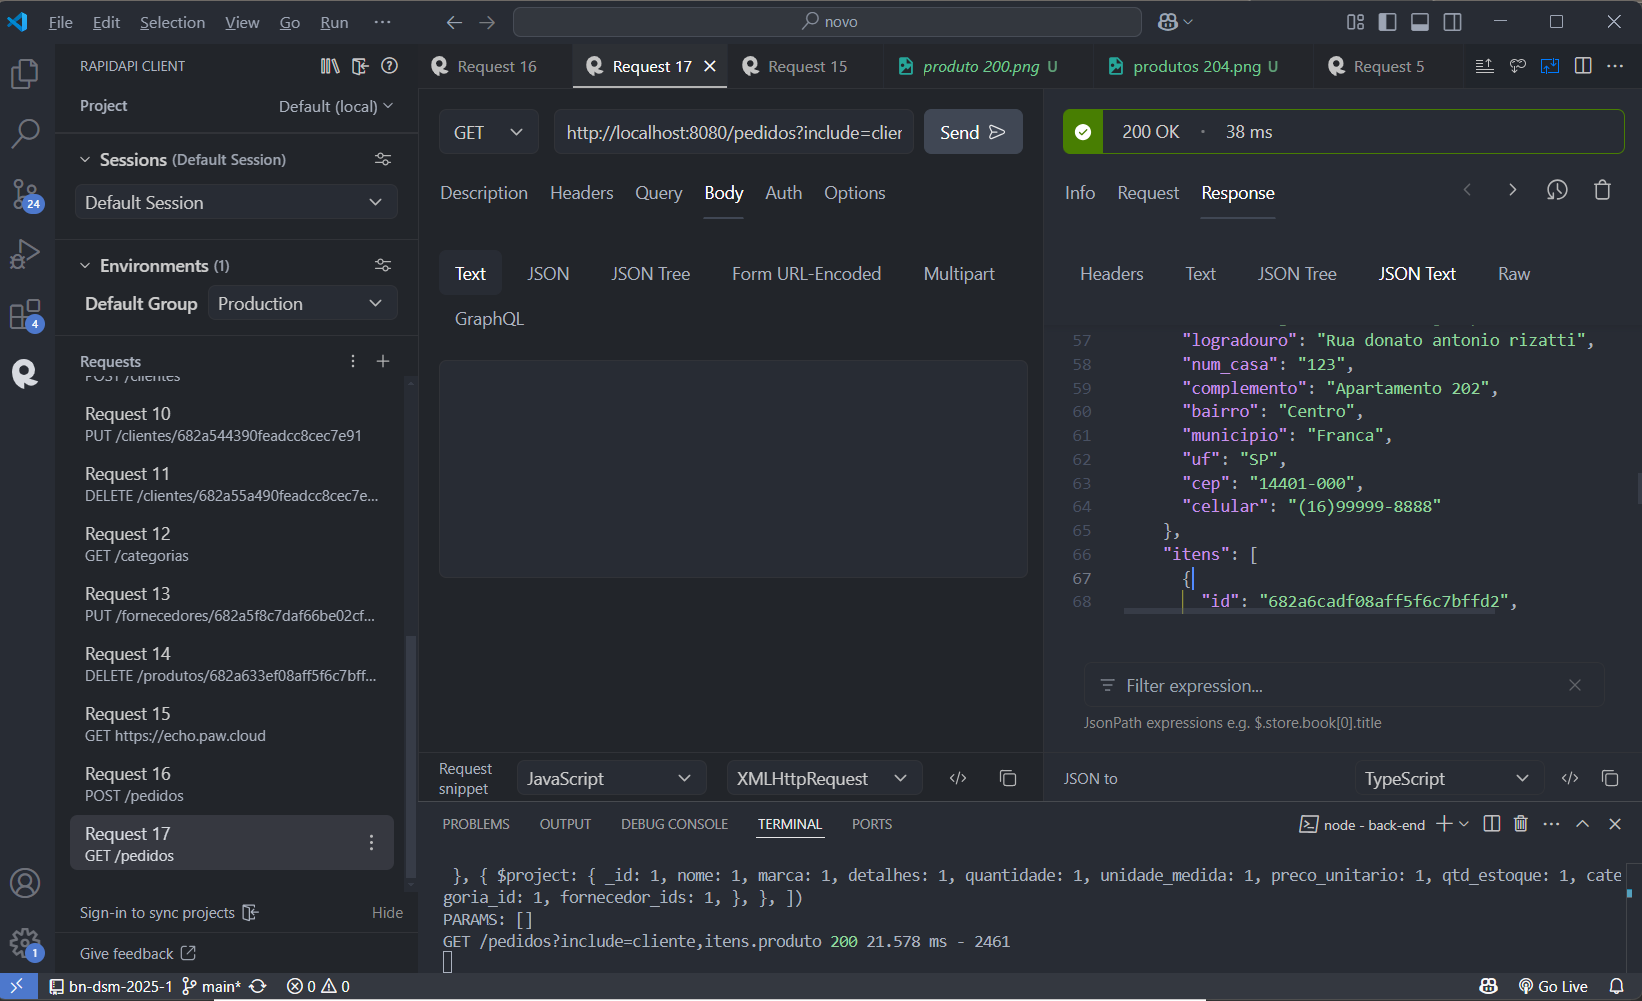 File Edit Selection View Go Run ··· novo
RAPIDAPI CLIENT
Request 16 Request 17 Request 15 produto 200.png U produtos 204.png U Request 5
Project Default (local)
Sessions (Default Session)
Default Session
Environments (1)
Default Group Production
Requests
POST /clientes
Request 10
PUT /clientes/682a544390feadcc8cec7e91
Request 11
DELETE /clientes/682a55a490feadcc8cec7e...
Request 12
GET /categorias
Request 13
PUT /fornecedores/682a5f8c7daf66be02cf...
Request 14
DELETE /produtos/682a633ef08aff5f6c7bff...
Request 15
GET https://echo.paw.cloud
Request 16
POST /pedidos
Request 17
GET /pedidos
Sign-in to sync projects Hide
Give feedback
24
4
1
GET http://localhost:8080/pedidos?include=clier Send
Description Headers Query Body Auth Options
Text JSON JSON Tree Form URL-Encoded Multipart
GraphQL
Request snippet JavaScript XMLHttpRequest
200 OK · 38 ms
Info Request Response
Headers Text JSON Tree JSON Text Raw
57 "logradouro": "Rua donato antonio rizatti",
58 "num_casa": "123",
59 "complemento": "Apartamento 202",
60 "bairro": "Centro",
61 "municipio": "Franca",
62 "uf": "SP",
63 "cep": "14401-000",
64 "celular": "(16)99999-8888"
65 },
66 "itens": [
67 {
68 "id": "682a6cadf08aff5f6c7bffd2",
Filter expression...
JsonPath expressions e.g. $.store.book[0].title
JSON to TypeScript
PROBLEMS OUTPUT DEBUG CONSOLE TERMINAL PORTS node - back-end
}, { $project: { _id: 1, nome: 1, marca: 1, detalhes: 1, quantidade: 1, unidade_medida: 1, preco_unitario: 1, qtd_estoque: 1, cate
goria_id: 1, fornecedor_ids: 1, }, }, ])
PARAMS: []
GET /pedidos?include=cliente,itens.produto 200 21.578 ms - 2461
bn-dsm-2025-1 main* 0 0 Go Live